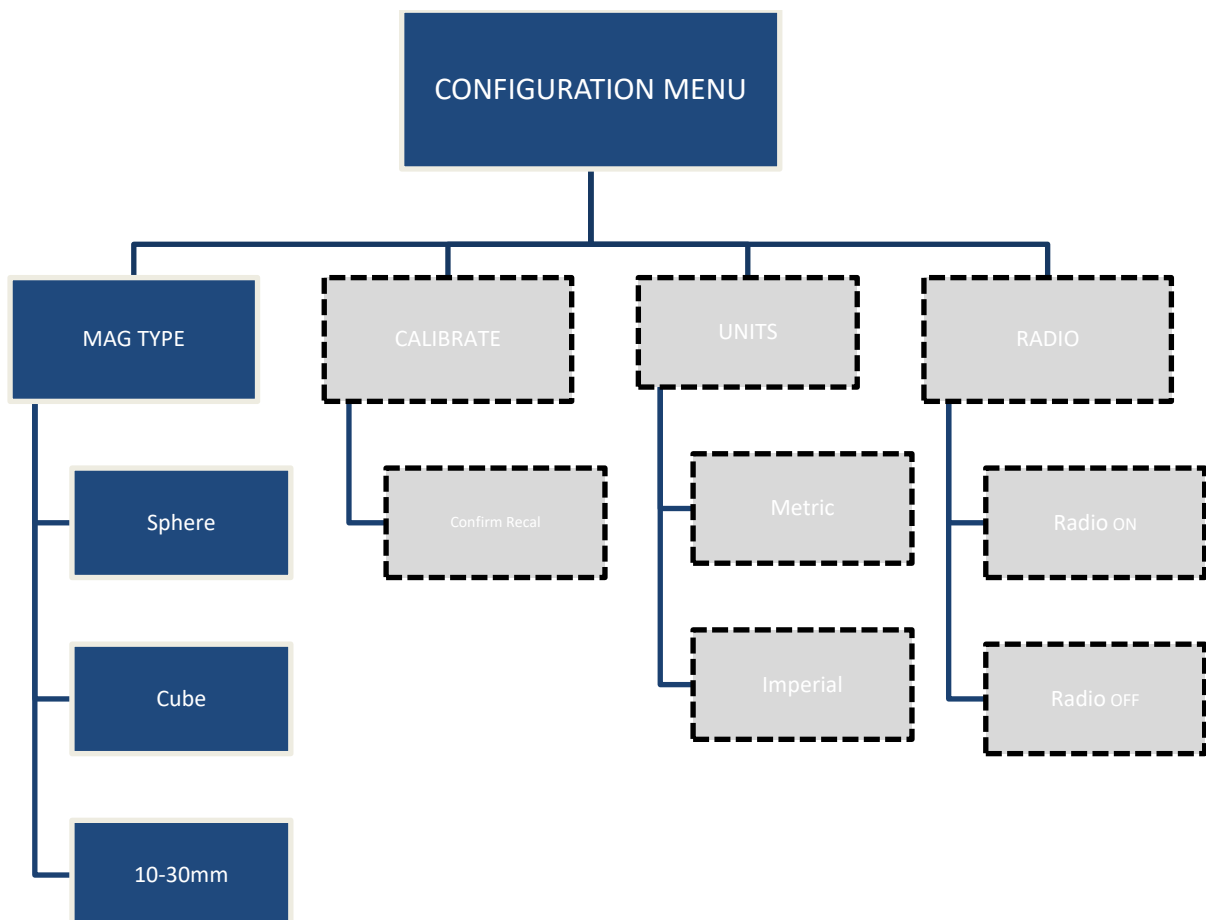 CONFIGURATION MENU
MAG TYPE
CALIBRATE
UNITS
RADIO
Sphere
Confirm Recal
Metric
Radio ON
Cube
Imperial
Radio OFF
10-30mm